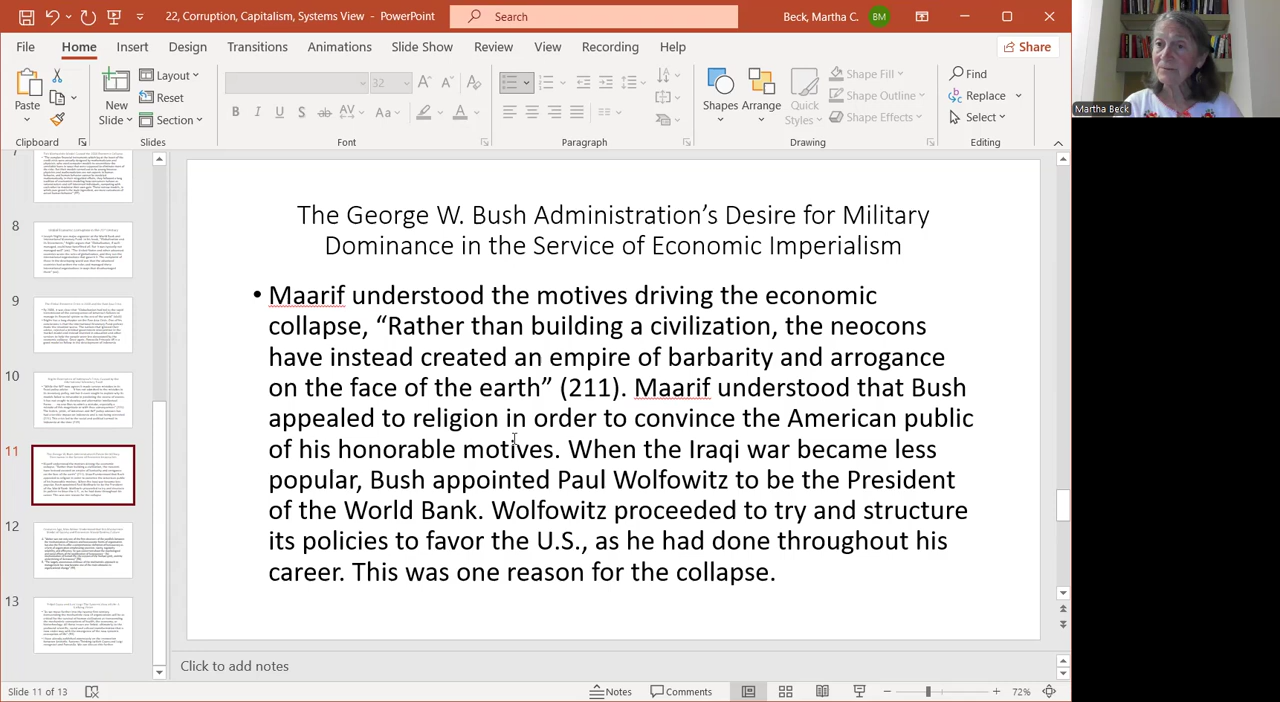 22, Corruption, Capitalism, Systems View - PowerPoint
Search
Beck, Martha C.
BM
File Home Insert Design Transitions Animations Slide Show Review View Recording Help
Share
Paste
Clipboard
New
Slide
Layout
Reset
Section
Slides
32
B I U S ab AV Aa A
Font
Paragraph
Shapes
Arrange
Quick
Styles
Shape Fill
Shape Outline
Shape Effects
Drawing
Find
Replace
Select
Editing
Martha Beck
8
9
10
11
12
13
The George W. Bush Administration's Desire for Military
Dominance in the Service of Economic Imperialism
• Maarif understood the motives driving the economic
collapse, “Rather than building a civilization, the neocons
have instead created an empire of barbarity and arrogance
on the face of the earth” (211). Maarif understood that Bush
appealed to religion in order to convince the American public
of his honorable motives. When the Iraqi war became less
popular, Bush appointed Paul Wolfowitz to be the President
of the World Bank. Wolfowitz proceeded to try and structure
its policies to favor the U.S., as he had done throughout his
career. This was one reason for the collapse.
Click to add notes
Slide 11 of 13
Notes
Comments
72%